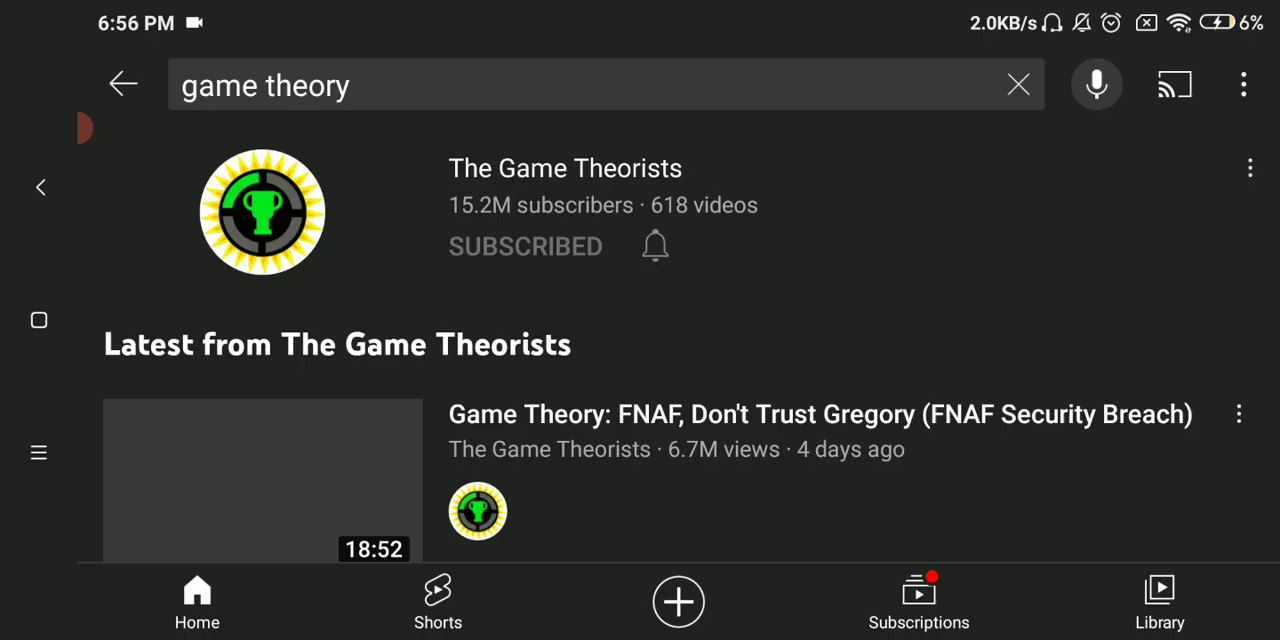 6:56 PM 2.0KB/s 6%
game theory
The Game Theorists
15.2M subscribers · 618 videos
SUBSCRIBED
Latest from The Game Theorists
Game Theory: FNAF, Don't Trust Gregory (FNAF Security Breach)
The Game Theorists · 6.7M views · 4 days ago
18:52
Home Shorts Subscriptions Library